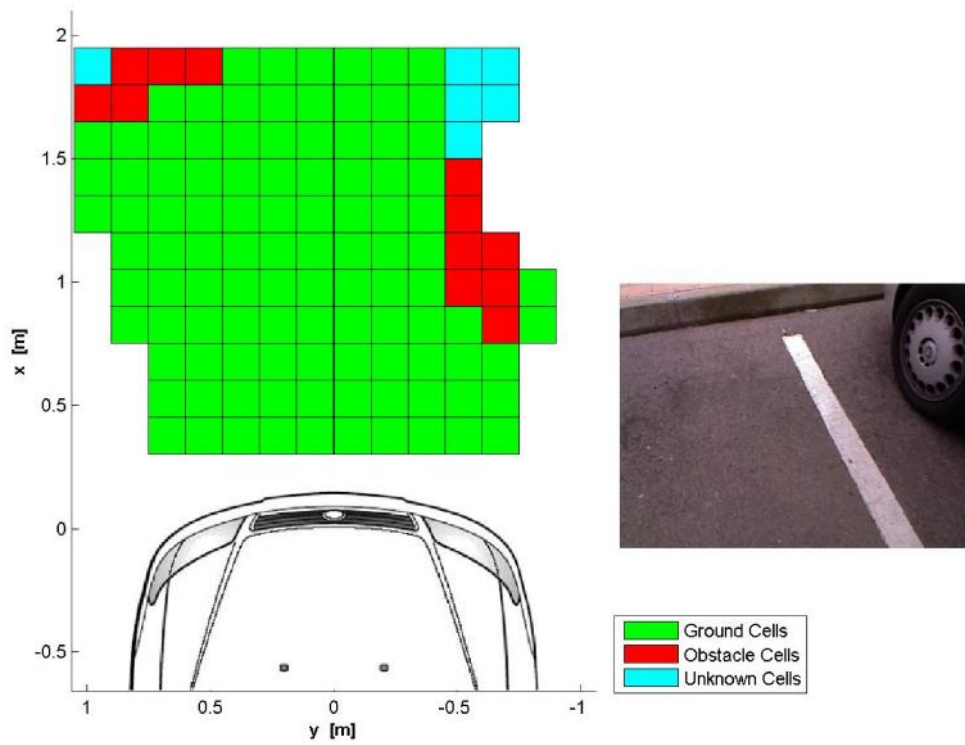 2
1.5
1
0.5
0
-0.5
x [m]
1 0.5 0 -0.5 -1
y [m]
Ground Cells
Obstacle Cells
Unknown Cells